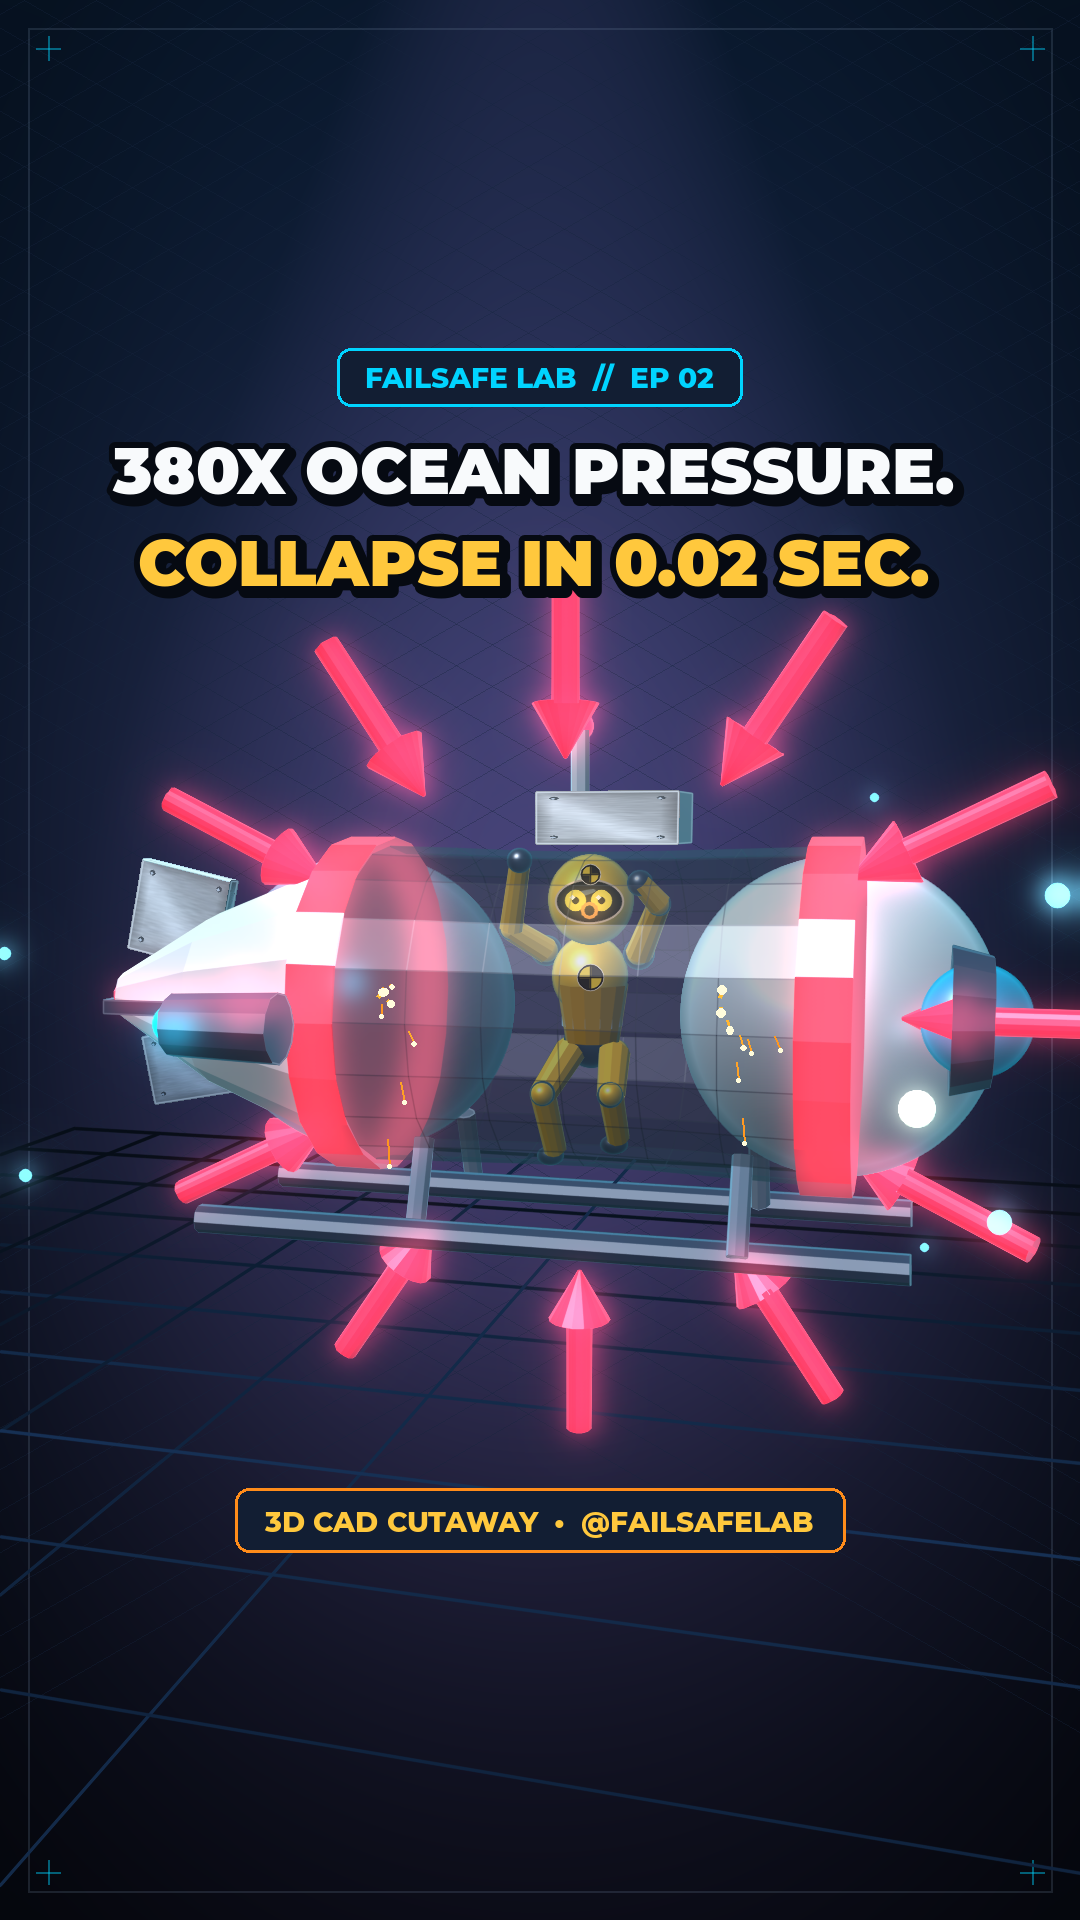 FAILSAFE LAB // EP 02
380X OCEAN PRESSURE.
COLLAPSE IN 0.02 SEC.
3D CAD CUTAWAY • @FAILSAFELAB